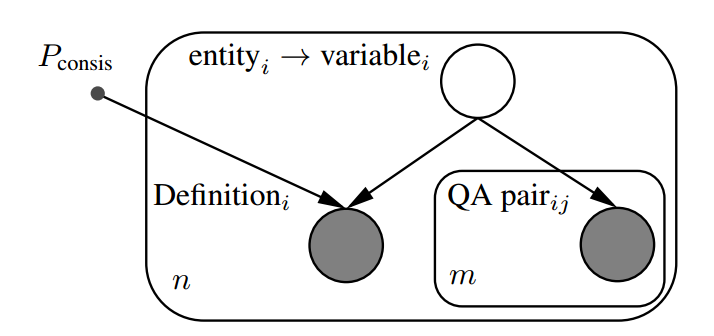 P_consis
entity_i → variable_i
Definition_i
QA pair_ij
n
m